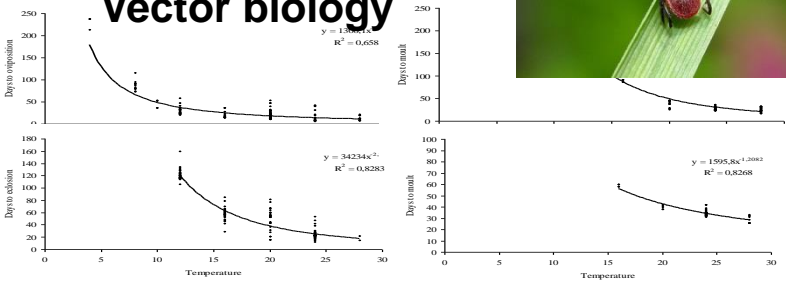 vector biology
R² = 0,658
Days to oviposition
250
200
150
100
50
0
Days to moult
250
200
150
100
50
0
y = 34234x⁻²·
R² = 0,8283
Days to eclosion
180
160
140
120
100
80
60
40
20
0
0 5 10 15 20 25 30
Temperature
y = 1595,8x⁻¹,²⁰⁸²
R² = 0,8268
Days to moult
100
90
80
70
60
50
40
30
20
10
0
0 5 10 15 20 25 30
Temperature